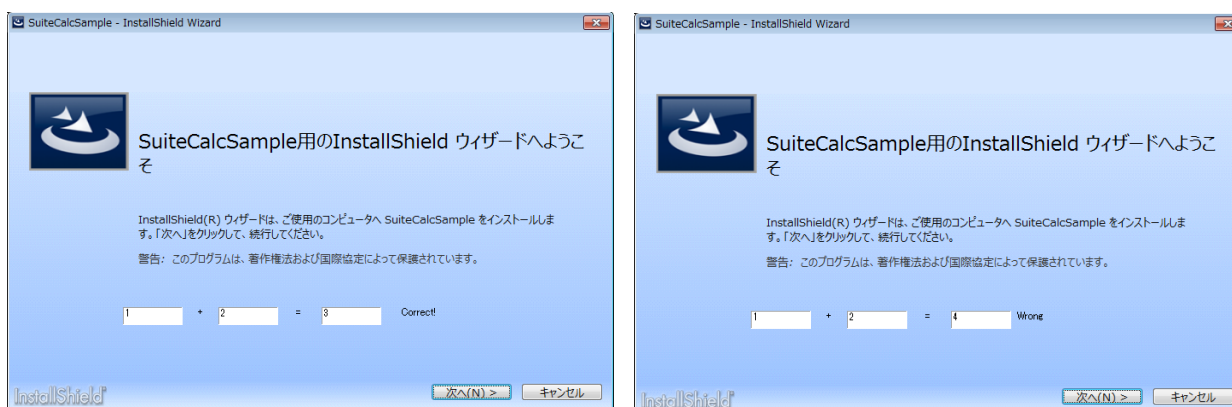 SuiteCalcSample - InstallShield Wizard
SuiteCalcSample用のInstallShield ウィザードへようこ
そ
InstallShield(R) ウィザードは、ご使用のコンピュータへ SuiteCalcSample をインストールしま
す。「次へ」をクリックして、続行してください。
警告: このプログラムは、著作権法および国際協定によって保護されています。
1 + 2 = 3 Correct!
InstallShield
次へ(N) > キャンセル
SuiteCalcSample - InstallShield Wizard
SuiteCalcSample用のInstallShield ウィザードへようこ
そ
InstallShield(R) ウィザードは、ご使用のコンピュータへ SuiteCalcSample をインストールしま
す。「次へ」をクリックして、続行してください。
警告: このプログラムは、著作権法および国際協定によって保護されています。
1 + 2 = 4 Wrong
InstallShield
次へ(N) > キャンセル